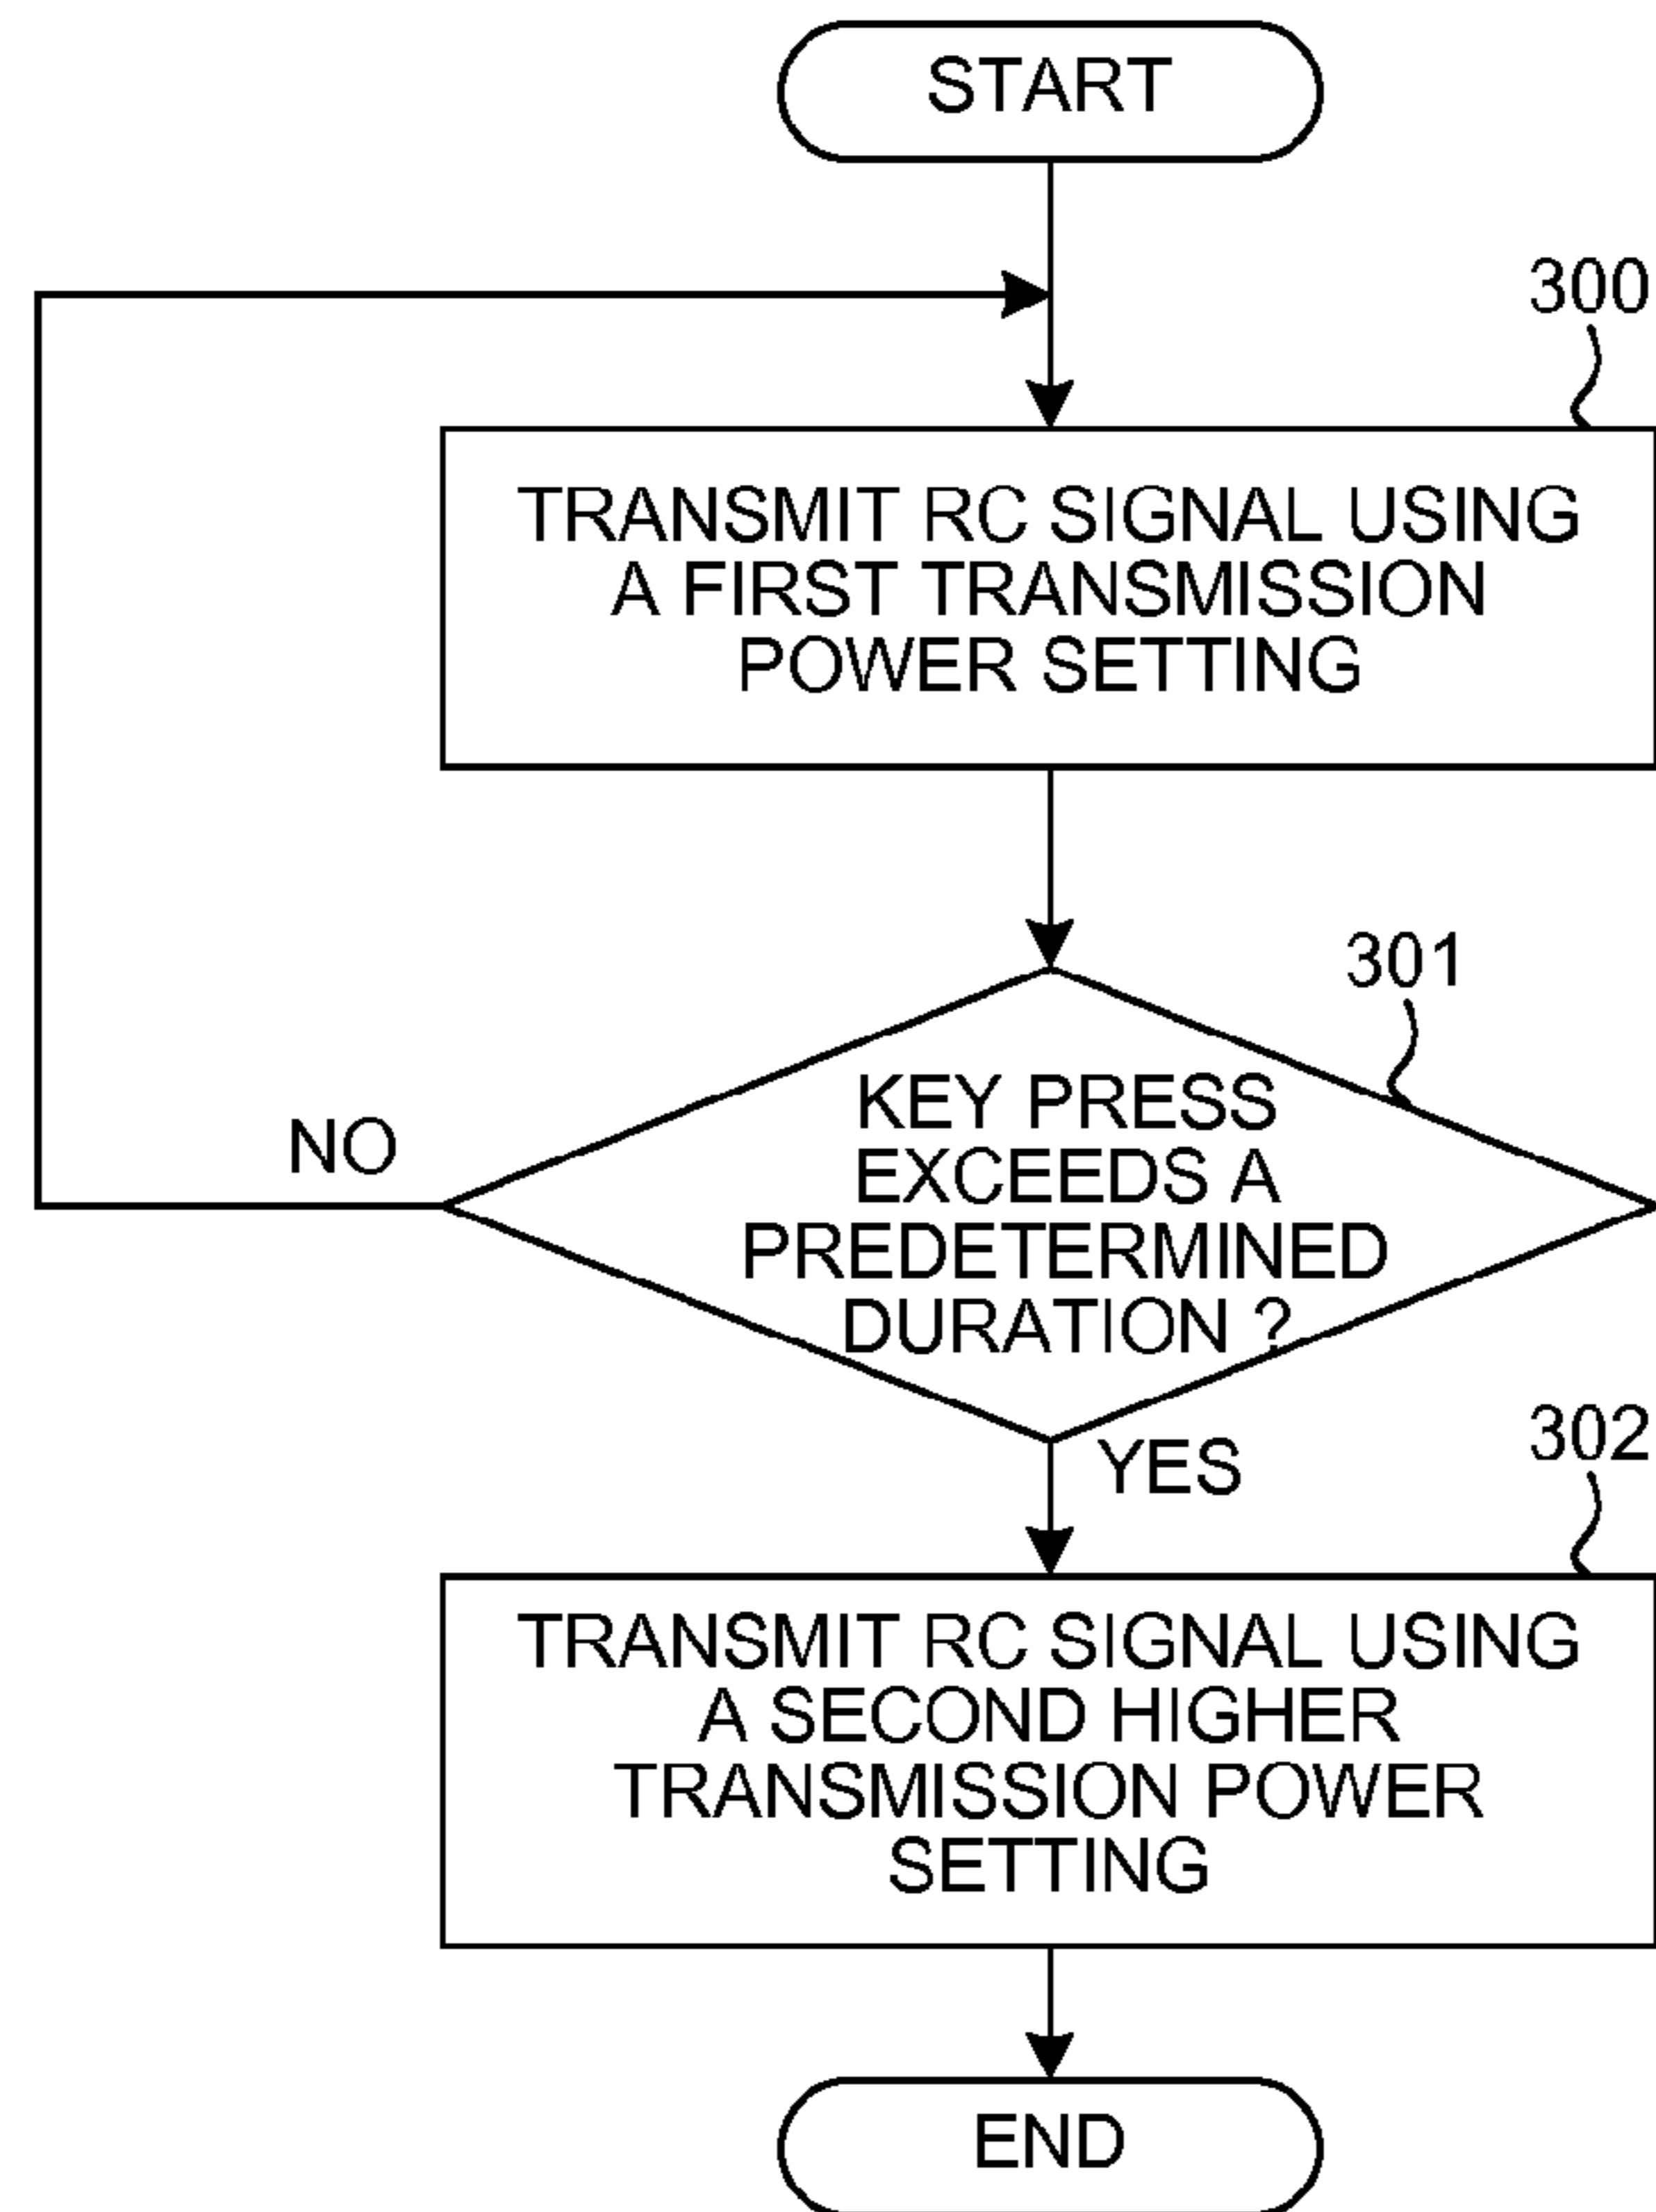 START
300
TRANSMIT RC SIGNAL USING
A FIRST TRANSMISSION
POWER SETTING
301
KEY PRESS
EXCEEDS A
PREDETERMINED
DURATION ?
NO
YES
302
TRANSMIT RC SIGNAL USING
A SECOND HIGHER
TRANSMISSION POWER
SETTING
END